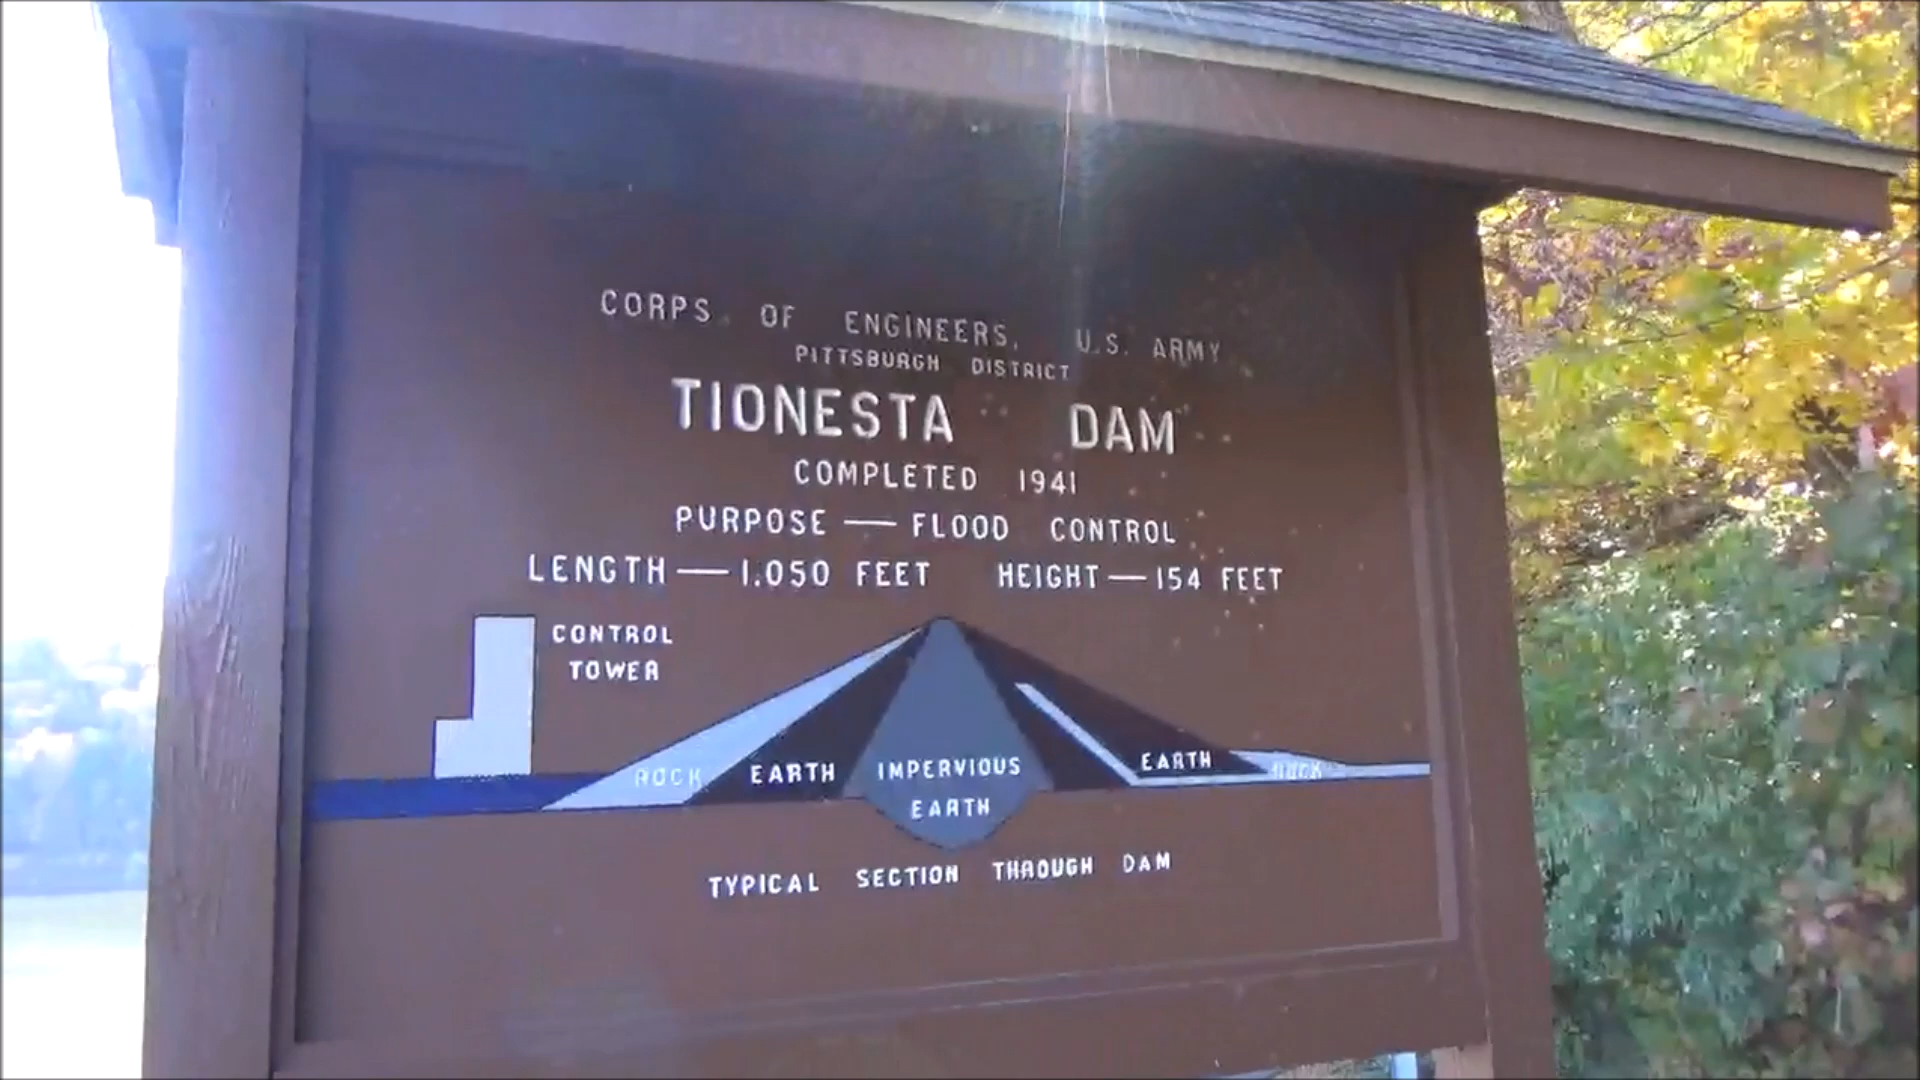 CORPS OF ENGINEERS, U.S. ARMY
PITTSBURGH DISTRICT
TIONESTA DAM
COMPLETED 1941
PURPOSE — FLOOD CONTROL
LENGTH — 1,050 FEET HEIGHT — 154 FEET
CONTROL
TOWER
ROCK EARTH IMPERVIOUS EARTH ROCK
EARTH
TYPICAL SECTION THROUGH DAM